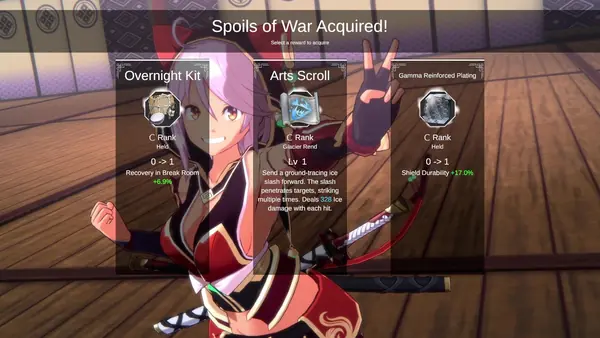 Spoils of War Acquired!
Select a reward to acquire
Overnight Kit
C Rank
Held
0 -> 1
Recovery in Break Room
+6.9%
Arts Scroll
C Rank
Glacier Rend
Lv 1
Send a ground-tracing ice
slash forward. The slash
penetrates targets, striking
multiple times. Deals 328 Ice
damage with each hit.
Gamma Reinforced Plating
C Rank
Held
0 -> 1
Shield Durability +17.0%